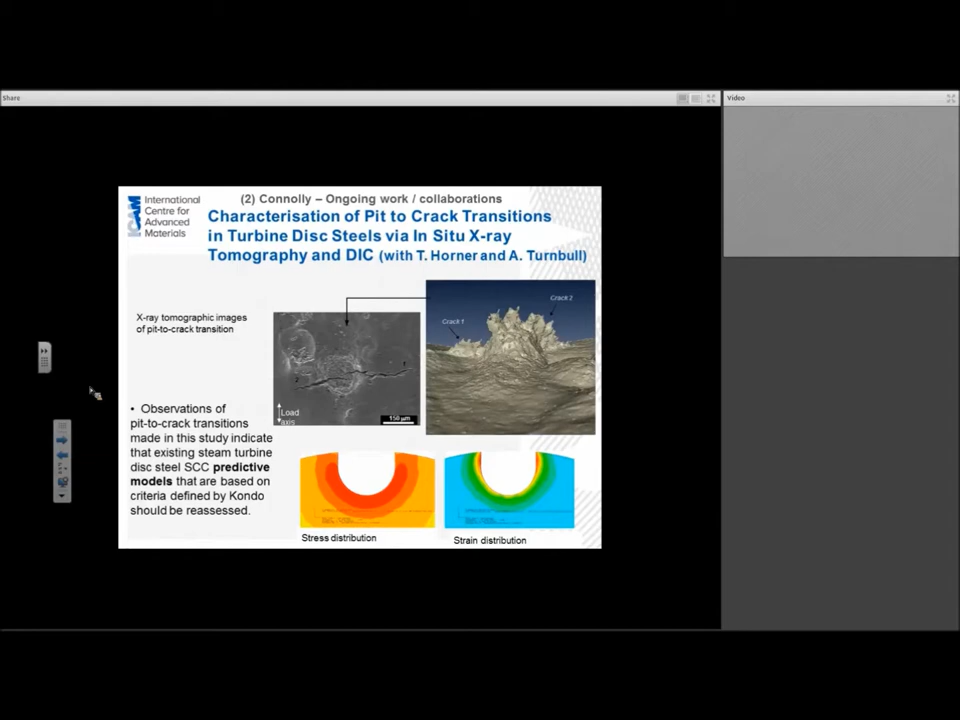 Share
Video
ICAM
International
Centre for
Advanced
Materials
(2) Connolly – Ongoing work / collaborations
Characterisation of Pit to Crack Transitions
in Turbine Disc Steels via In Situ X-ray
Tomography and DIC (with T. Horner and A. Turnbull)
X-ray tomographic images
of pit-to-crack transition
Crack 1
Crack 2
Load
axis
150 µm
• Observations of
pit-to-crack transitions
made in this study indicate
that existing steam turbine
disc steel SCC predictive
models that are based on
criteria defined by Kondo
should be reassessed.
Stress distribution
Strain distribution